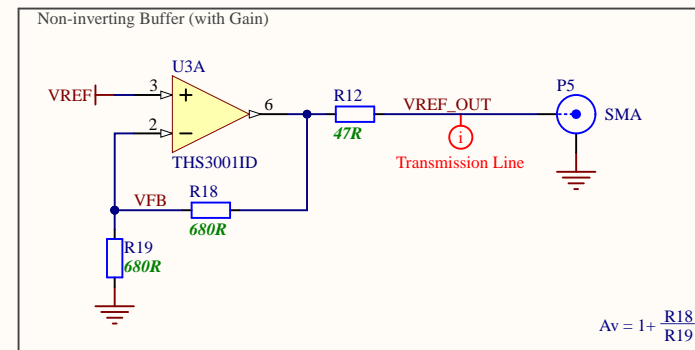 Non-inverting Buffer (with Gain)
U3A
VREF
3
+
2
−
6
THS3001ID
R12
47R
VREF_OUT
i
Transmission Line
P5
SMA
VFB
R18
680R
R19
680R
Av = 1+ R18
R19